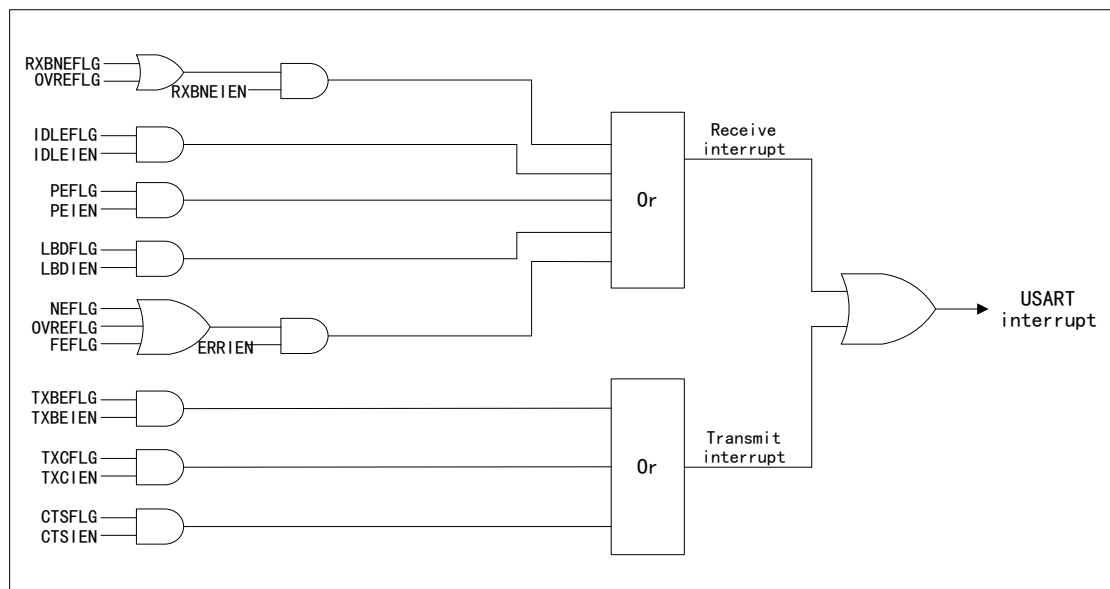 RXBNEFLG
OVREFLG
RXBNEIEN
IDLEFLG
IDLEIEN
PEFLG
PEIEN
LBDFLG
LBDIEN
NEFLG
OVREFLG
FEFLG
ERRIEN
TXBEFLG
TXBEIEN
TXCFLG
TXCIEN
CTSFLG
CTSIEN
Or
Or
Receive
interrupt
Transmit
interrupt
USART
interrupt